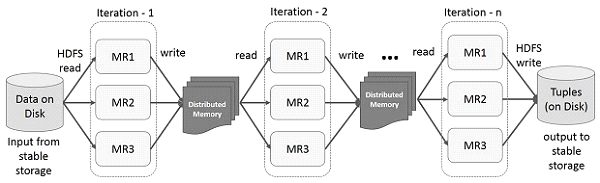 Iteration - 1
Iteration - 2
Iteration - n
HDFS
read
MR1
write
read
MR1
write
•••
read
MR1
HDFS
write
Data on
Disk
MR2
Distributed
Memory
MR2
Distributed
Memory
MR2
Tuples
(on Disk)
Input from
stable
storage
MR3
MR3
MR3
output to
stable
storage